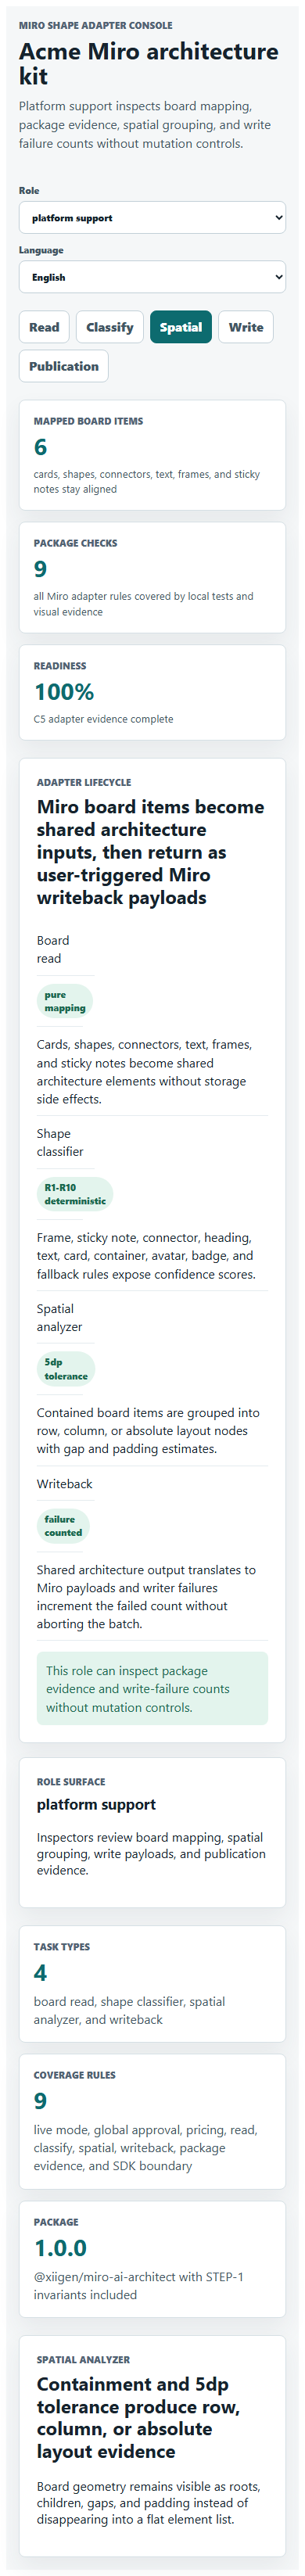 MIRO SHAPE ADAPTER CONSOLE
Acme Miro architecture
kit
Platform support inspects board mapping,
package evidence, spatial grouping, and write
failure counts without mutation controls.
Role
platform support
Language
English
Read Classify Spatial Write
Publication
MAPPED BOARD ITEMS
6
cards, shapes, connectors, text, frames, and sticky
notes stay aligned
PACKAGE CHECKS
9
all Miro adapter rules covered by local tests and
visual evidence
READINESS
100%
C5 adapter evidence complete
ADAPTER LIFECYCLE
Miro board items become
shared architecture
inputs, then return as
user-triggered Miro
writeback payloads
Board
read
pure
mapping
Cards, shapes, connectors, text, frames,
and sticky notes become shared
architecture elements without storage
side effects.
Shape
classifier
R1-R10
deterministic
Frame, sticky note, connector, heading,
text, card, container, avatar, badge, and
fallback rules expose confidence scores.
Spatial
analyzer
5dp
tolerance
Contained board items are grouped into
row, column, or absolute layout nodes
with gap and padding estimates.
Writeback
failure
counted
Shared architecture output translates to
Miro payloads and writer failures
increment the failed count without
aborting the batch.
This role can inspect package
evidence and write-failure counts
without mutation controls.
ROLE SURFACE
platform support
Inspectors review board mapping, spatial
grouping, write payloads, and publication
evidence.
TASK TYPES
4
board read, shape classifier, spatial
analyzer, and writeback
COVERAGE RULES
9
live mode, global approval, pricing, read,
classify, spatial, writeback, package
evidence, and SDK boundary
PACKAGE
1.0.0
@xiigen/miro-ai-architect with STEP-1
invariants included
SPATIAL ANALYZER
Containment and 5dp
tolerance produce row,
column, or absolute
layout evidence
Board geometry remains visible as roots,
children, gaps, and padding instead of
disappearing into a flat element list.